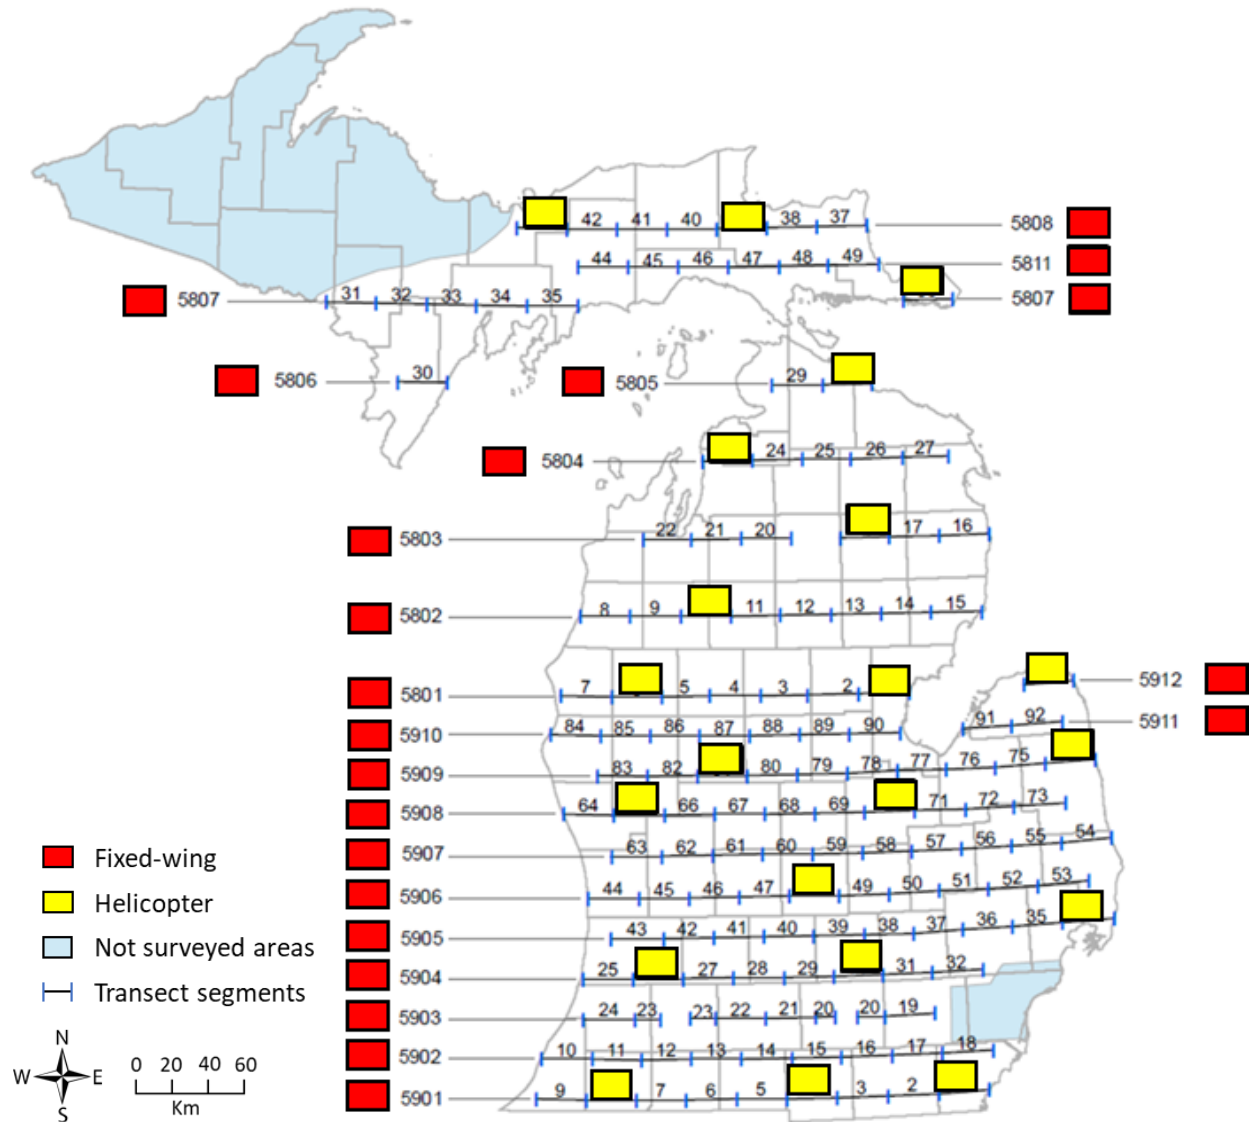 42 41 40 38 37 5808
44 45 46 47 48 49 5811
5807 31 32 33 34 35 5807
5806 30 5805 29
5804 24 25 26 27
5803 22 21 20 17 16
5802 8 9 11 12 13 14 15
5801 7 5 4 3 2 5912
5910 84 85 86 87 88 89 90 91 92 5911
5909 83 82 80 79 78 77 76 75
5908 64 66 67 68 69 71 72 73
5907 63 62 61 60 59 58 57 56 55 54
5906 44 45 46 47 49 50 51 52 53
5905 43 42 41 40 39 38 37 36 35
5904 25 27 28 29 31 32
5903 24 23 23 22 21 20 20 19
5902 10 11 12 13 14 15 16 17 18
5901 9 7 6 5 3 2
Fixed-wing
Helicopter
Not surveyed areas
Transect segments
N
W E
S
0 20 40 60
Km